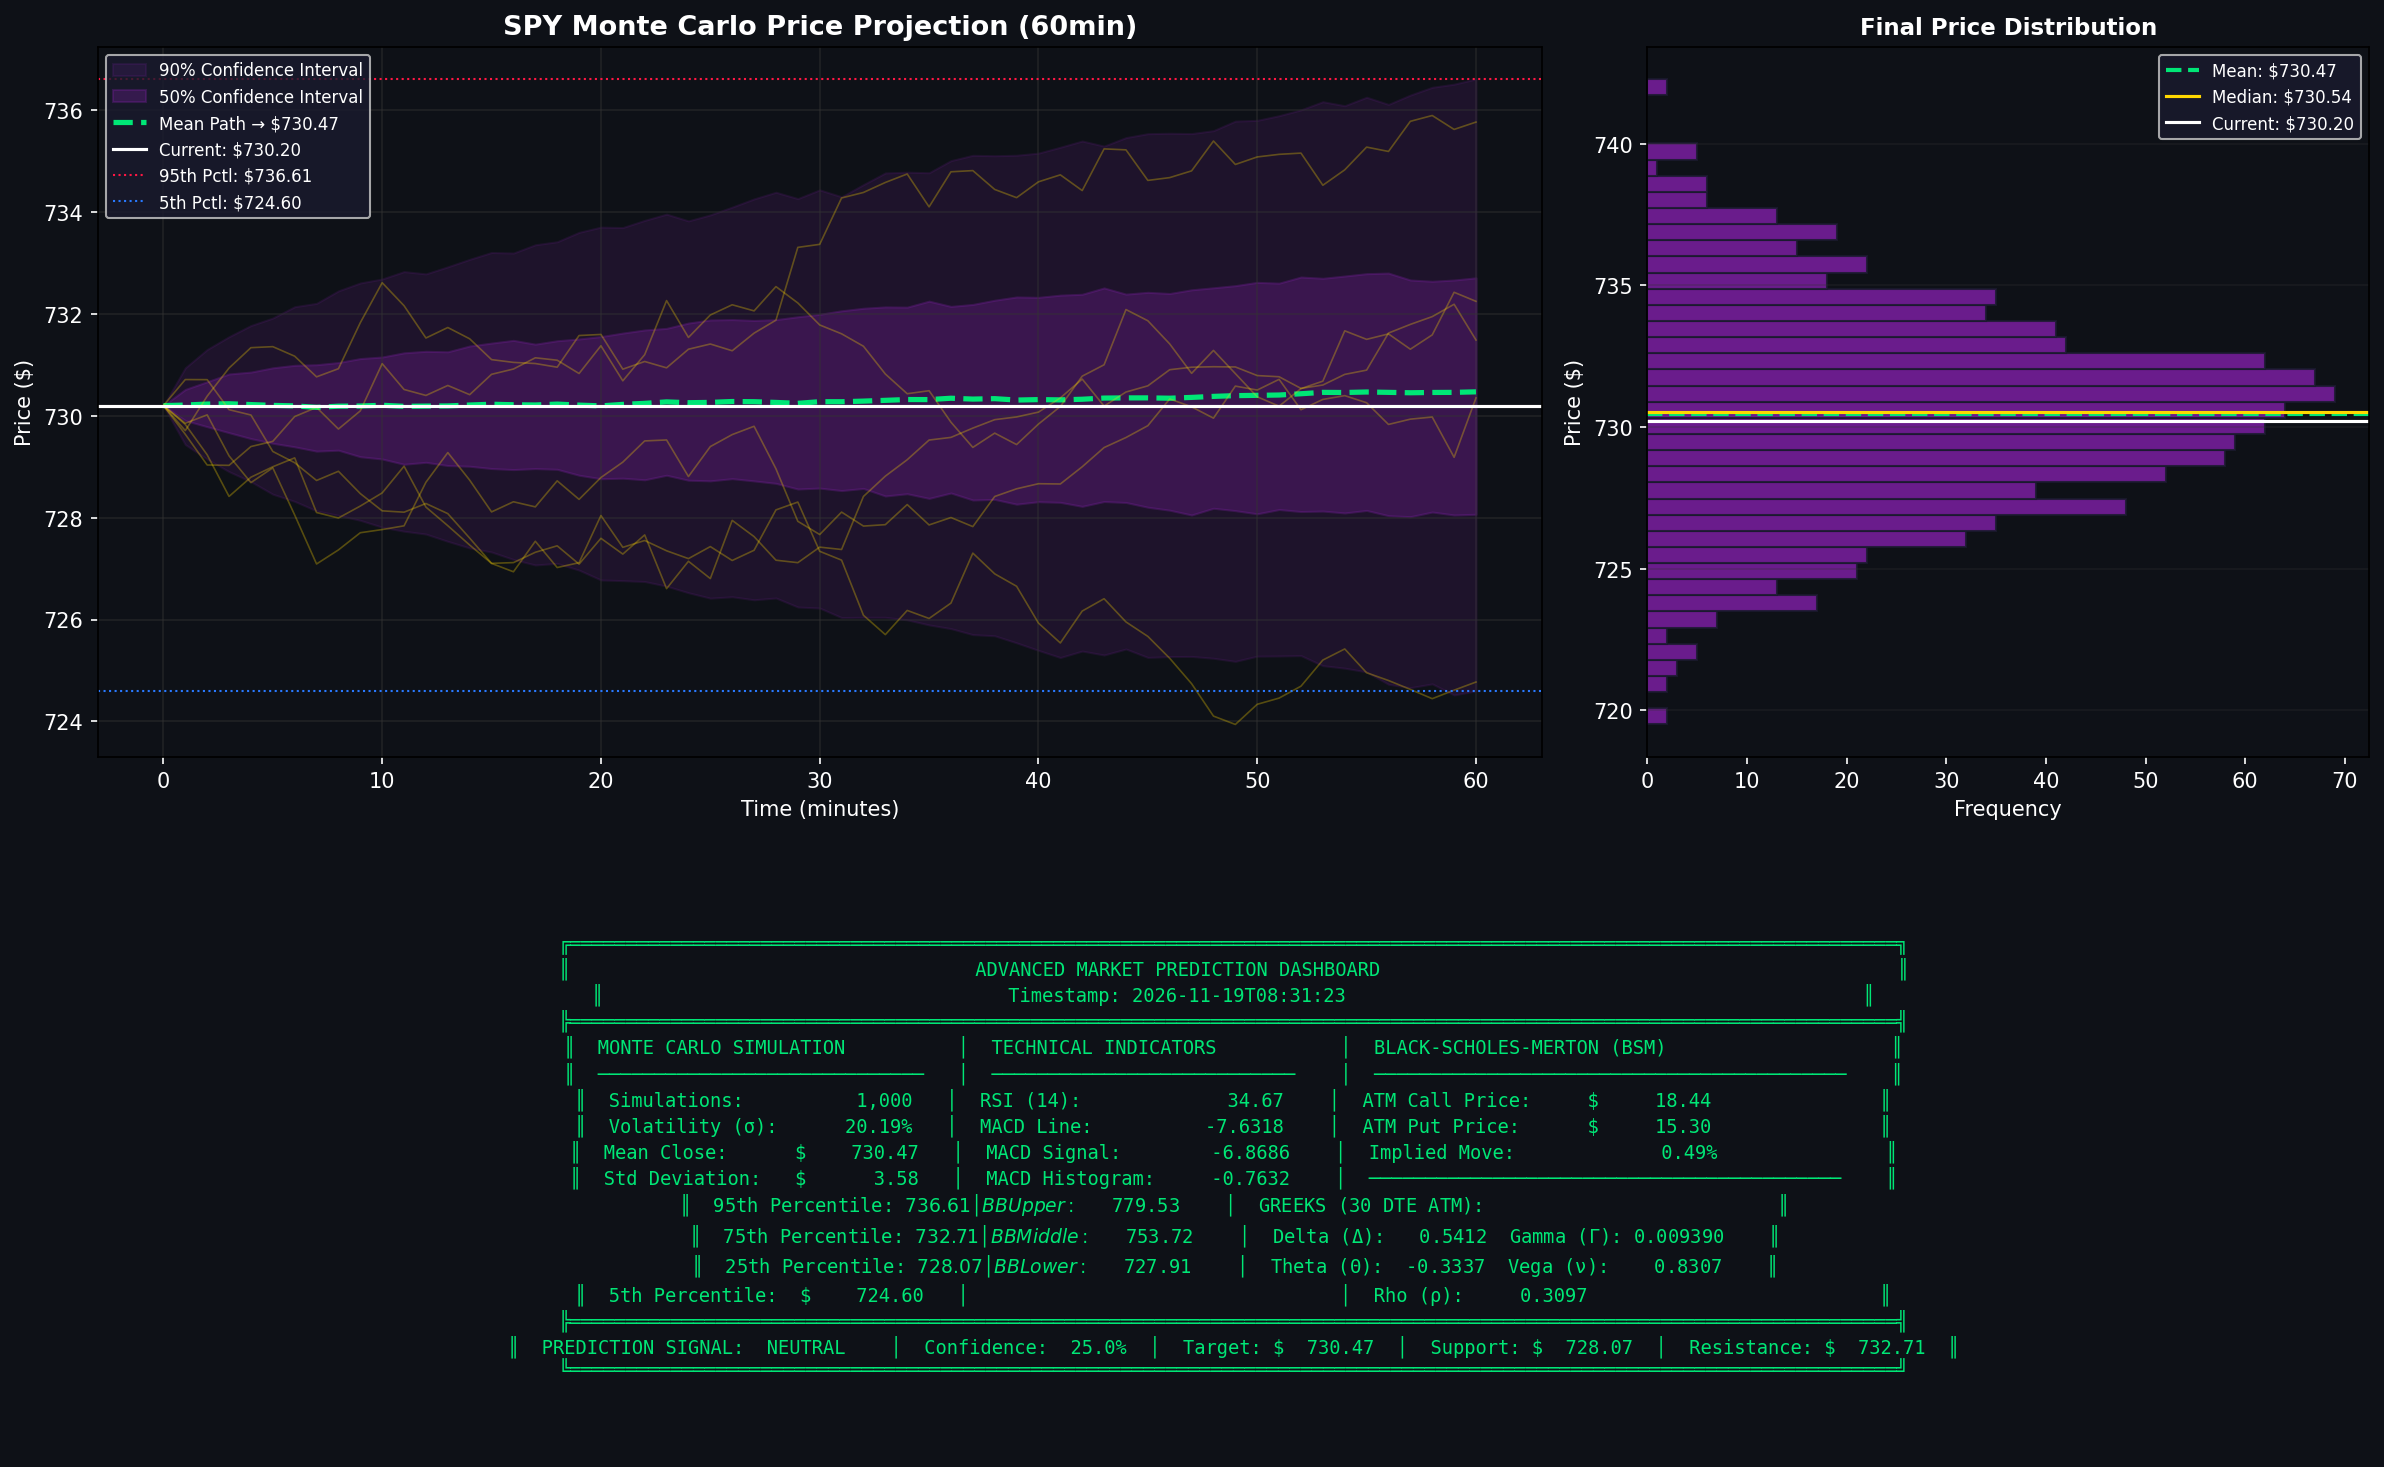 SPY Monte Carlo Price Projection (60min)
90% Confidence Interval
50% Confidence Interval
Mean Path → $730.47
Current: $730.20
95th Pctl: $736.61
5th Pctl: $724.60
Price ($)
736
734
732
730
728
726
724
0 10 20 30 40 50 60
Time (minutes)
Final Price Distribution
Mean: $730.47
Median: $730.54
Current: $730.20
Price ($)
740
735
730
725
720
0 10 20 30 40 50 60 70
Frequency
ADVANCED MARKET PREDICTION DASHBOARD
Timestamp: 2026-11-19T08:31:23
MONTE CARLO SIMULATION │ TECHNICAL INDICATORS │ BLACK-SCHOLES-MERTON (BSM)
Simulations: 1,000 │ RSI (14): 34.67 │ ATM Call Price: $ 18.44
Volatility (σ): 20.19% │ MACD Line: -7.6318 │ ATM Put Price: $ 15.30
Mean Close: $ 730.47 │ MACD Signal: -6.8686 │ Implied Move: 0.49%
Std Deviation: $ 3.58 │ MACD Histogram: -0.7632 │
95th Percentile: 736.61│BBUpper: 779.53 │ GREEKS (30 DTE ATM):
75th Percentile: 732.71│BBMiddle: 753.72 │ Delta (Δ): 0.5412 Gamma (Γ): 0.009390
25th Percentile: 728.07│BBLower: 727.91 │ Theta (Θ): -0.3337 Vega (ν): 0.8307
5th Percentile: $ 724.60 │ │ Rho (ρ): 0.3097
PREDICTION SIGNAL: NEUTRAL │ Confidence: 25.0% │ Target: $ 730.47 │ Support: $ 728.07 │ Resistance: $ 732.71